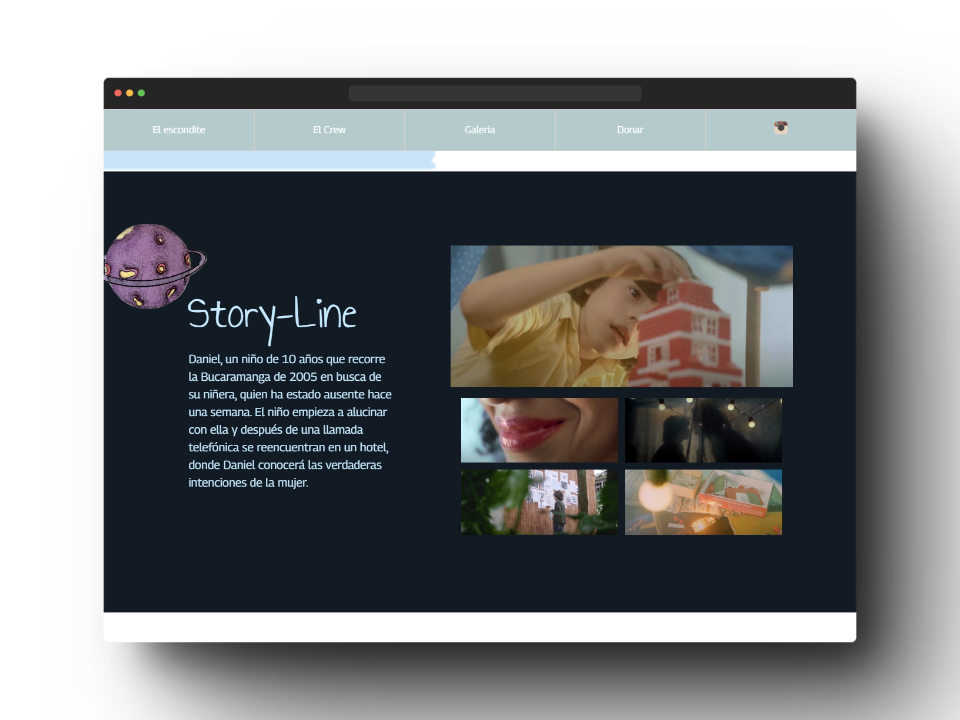 El escondite
El Crew
Galeria
Donar
Story-Line
Daniel, un niño de 10 años que recorre
la Bucaramanga de 2005 en busca de
su niñera, quien ha estado ausente hace
una semana. El niño empieza a alucinar
con ella y después de una llamada
telefónica se reencuentran en un hotel,
donde Daniel conocerá las verdaderas
intenciones de la mujer.